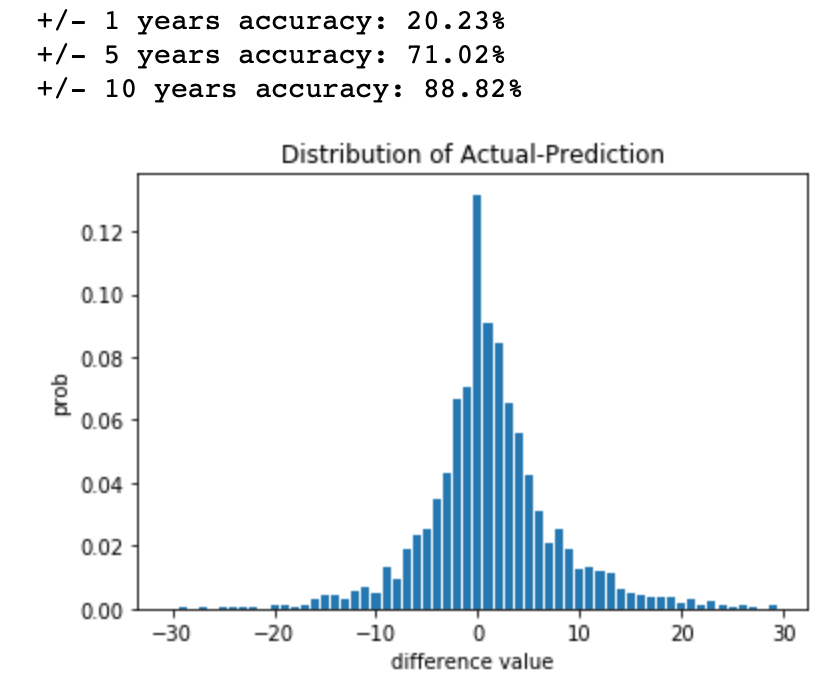 +/- 1 years accuracy: 20.23%
+/- 5 years accuracy: 71.02%
+/- 10 years accuracy: 88.82%
Distribution of Actual-Prediction
prob
0.12
0.10
0.08
0.06
0.04
0.02
0.00
−30 −20 −10 0 10 20 30
difference value